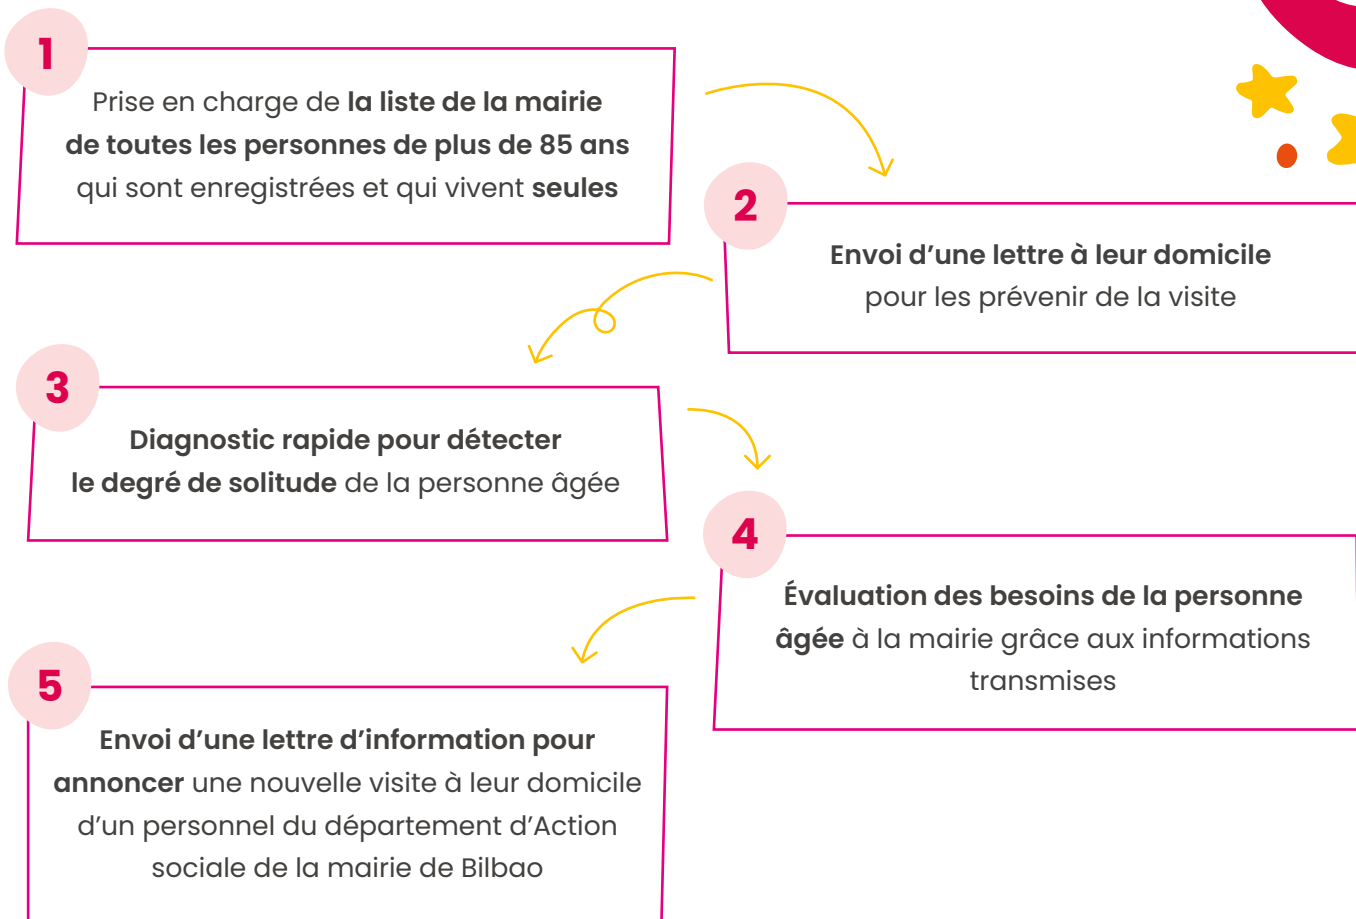 1
Prise en charge de la liste de la mairie
de toutes les personnes de plus de 85 ans
qui sont enregistrées et qui vivent seules
2
Envoi d’une lettre à leur domicile
pour les prévenir de la visite
3
Diagnostic rapide pour détecter
le degré de solitude de la personne âgée
4
Évaluation des besoins de la personne
âgée à la mairie grâce aux informations
transmises
5
Envoi d’une lettre d’information pour
annoncer une nouvelle visite à leur domicile
d’un personnel du département d’Action
sociale de la mairie de Bilbao